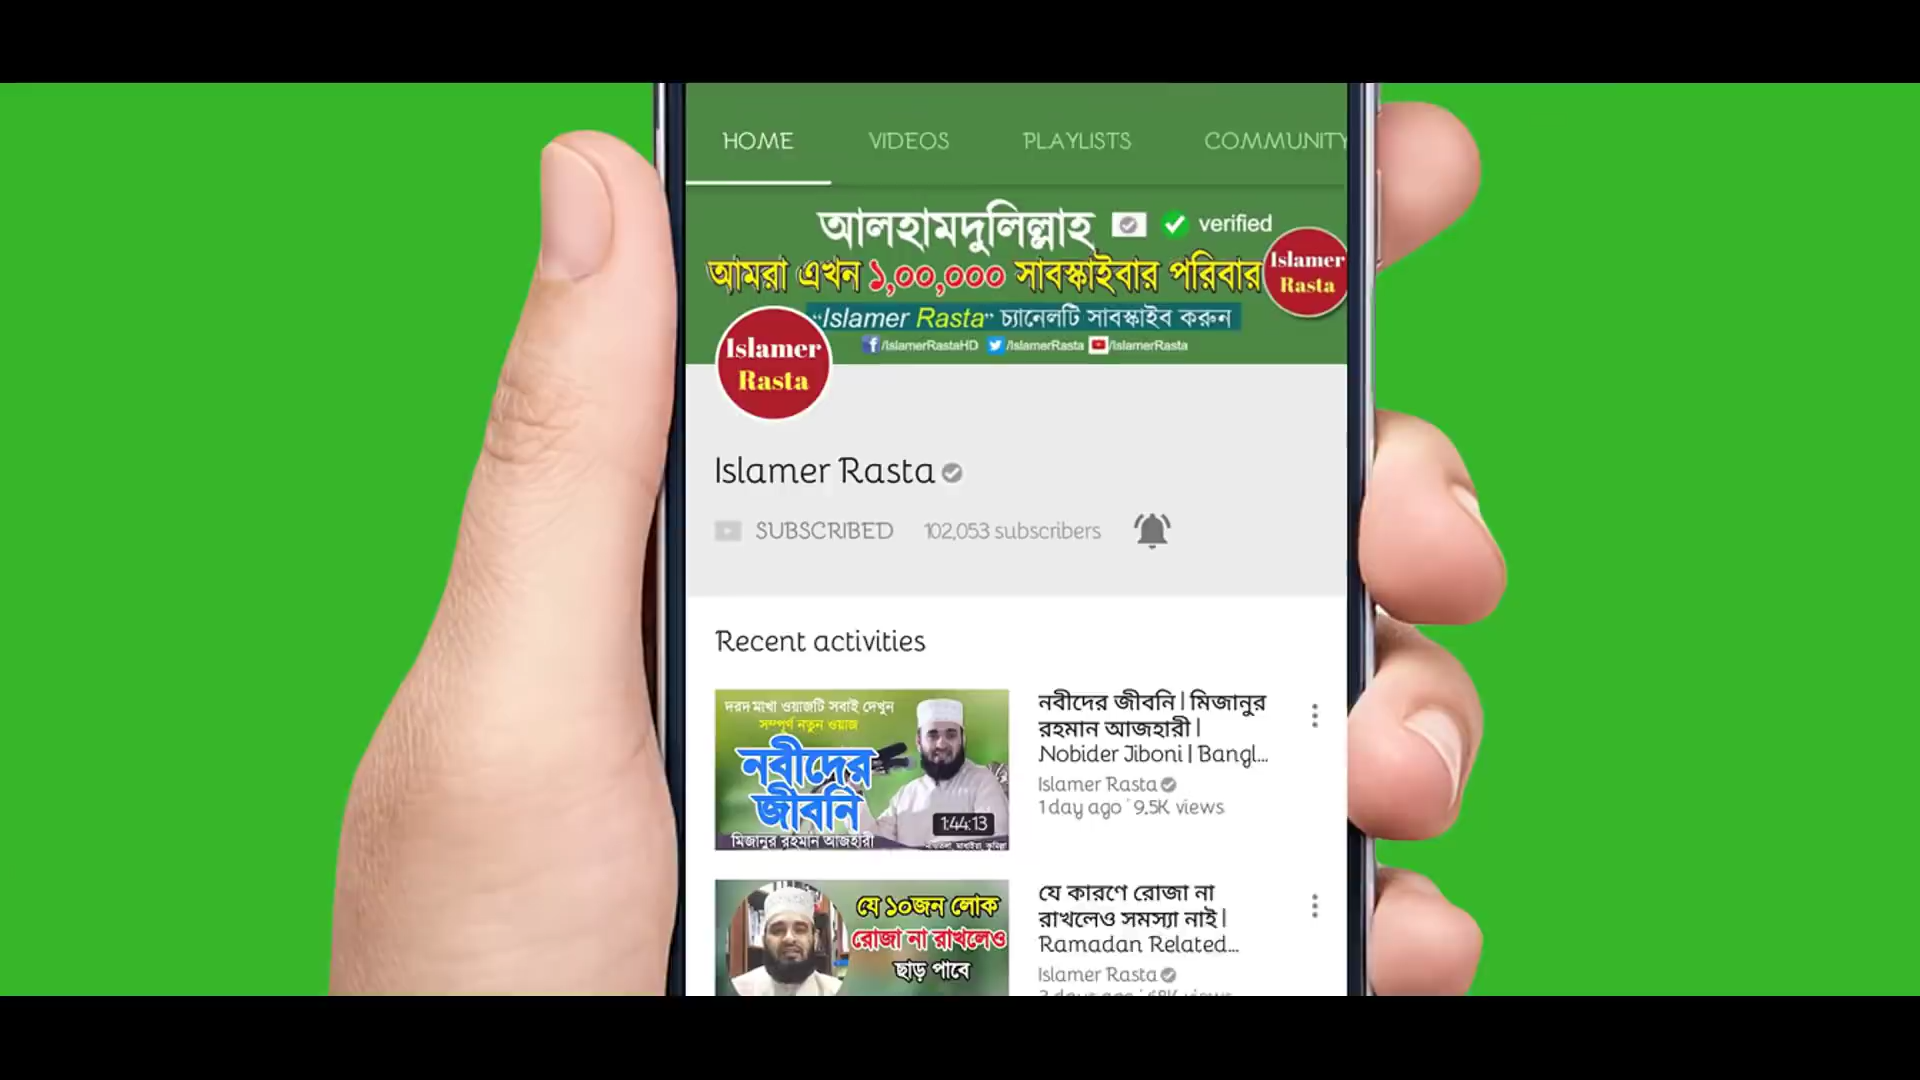 HOME VIDEOS PLAYLISTS COMMUNITY
আলহামদুলিল্লাহ verified
আমরা এখন ১,০০,০০০ সাবস্কাইবার পরিবার
Islamer
Rasta
“Islamer Rasta” চ্যানেলটি সাবস্কাইব করুন
/IslamerRastaHD /IslamerRasta /IslamerRasta
Islamer
Rasta
Islamer Rasta
SUBSCRIBED 102,053 subscribers
Recent activities
দরদ মাখা ওয়াজটি সবাই দেখুন
সম্পূর্ণ নতুন ওয়াজ
নবীদের
জীবনি
মিজানুর রহমান আজহারী
1:44:13
নবীদের জীবনি | মিজানুর
রহমান আজহারী |
Nobider Jiboni | Bangl...
Islamer Rasta
1 day ago · 9.5K views
যে ১০জন লোক
রোজা না রাখলেও
ছাড় পাবে
যে কারণে রোজা না
রাখলেও সমস্যা নাই |
Ramadan Related...
Islamer Rasta